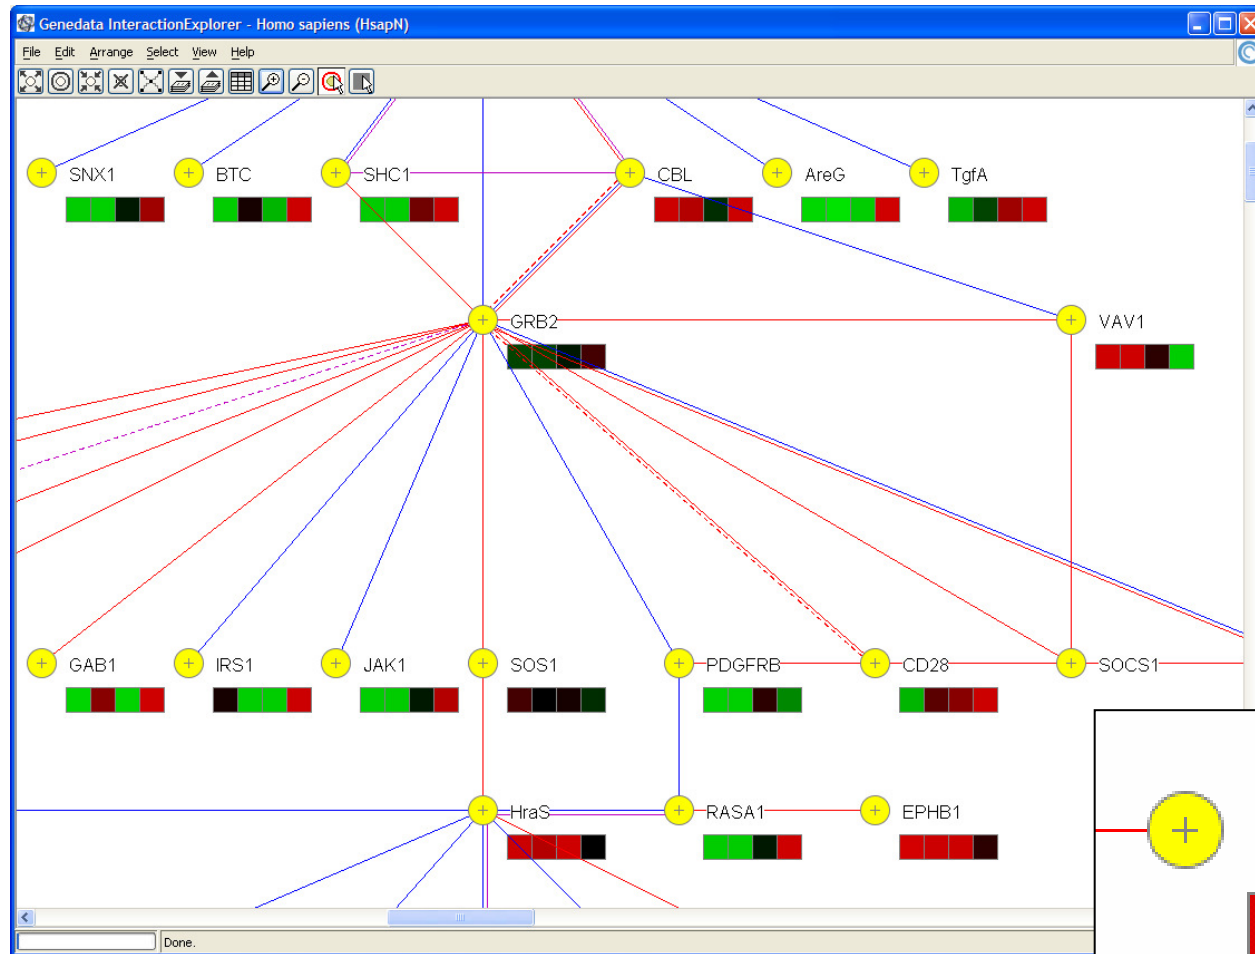 Genedata InteractionExplorer - Homo sapiens (HsapN)
File Edit Arrange Select View Help
SNX1 BTC SHC1 CBL AreG TgfA
GRB2 VAV1
GAB1 IRS1 JAK1 SOS1 PDGFRB CD28 SOCS1
HraS RASA1 EPHB1
Done.